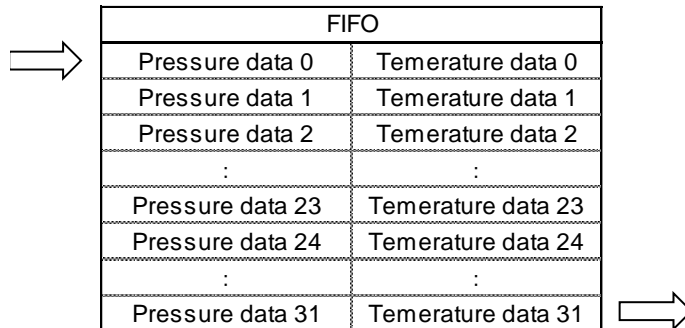 FIFO
Pressure data 0 Temerature data 0
Pressure data 1 Temerature data 1
Pressure data 2 Temerature data 2
: :
Pressure data 23 Temerature data 23
Pressure data 24 Temerature data 24
: :
Pressure data 31 Temerature data 31